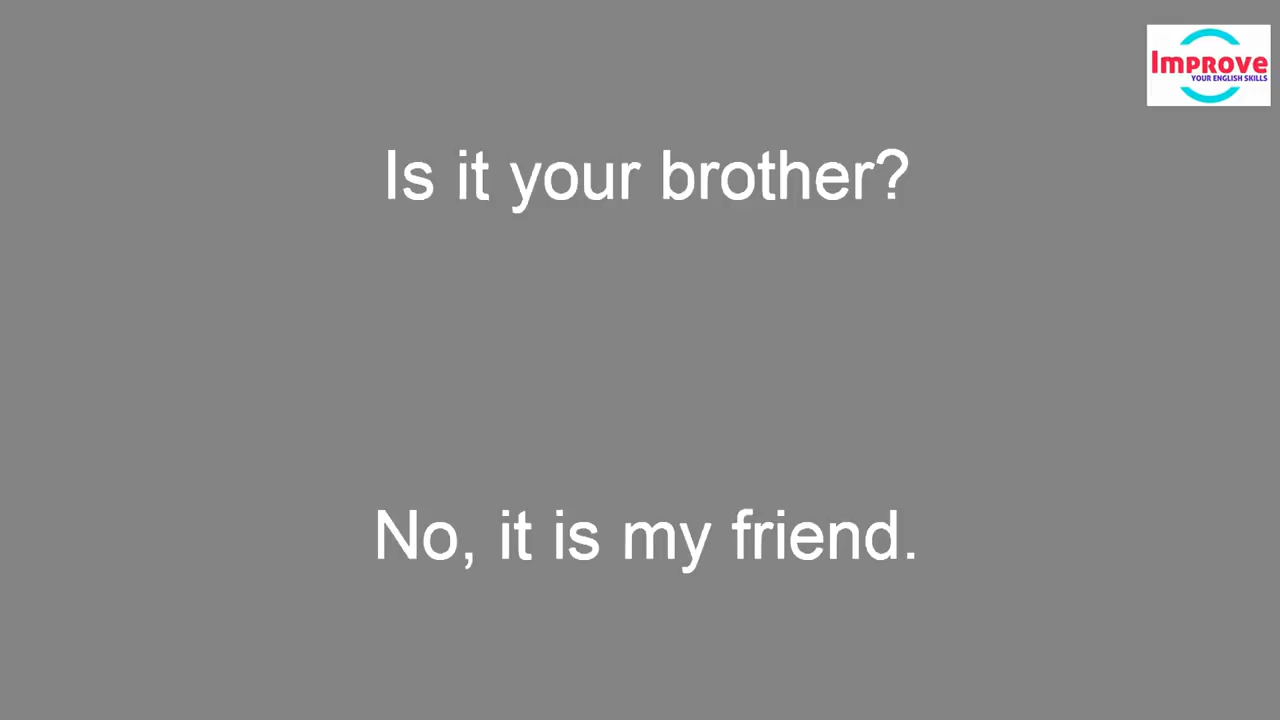 Improve
YOUR ENGLISH SKILLS
Is it your brother?
No, it is my friend.